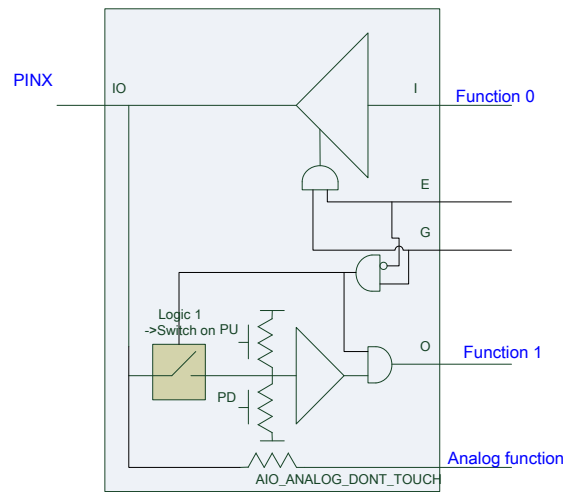 PINX
IO
I
Function 0
E
G
Logic 1
->Switch on
PU
PD
O
Function 1
Analog function
AIO_ANALOG_DONT_TOUCH